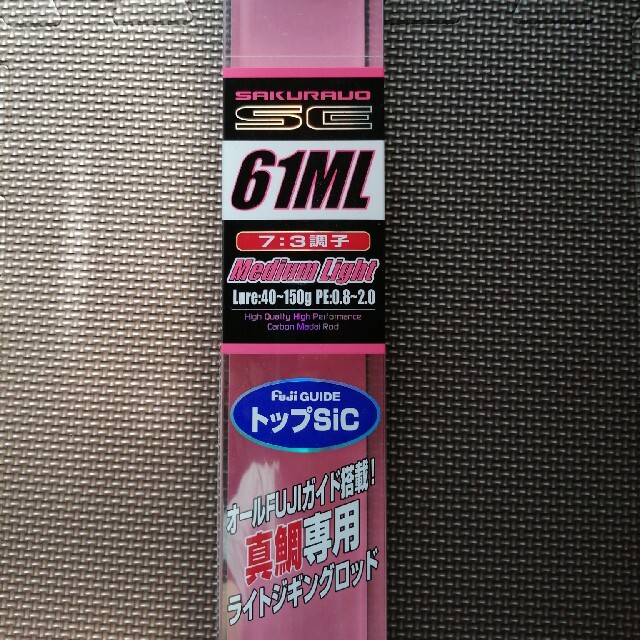 SAKURAUO
SE
61ML
7:3調子
Medium Light
Lure:40~150g PE:0.8~2.0
High Quality High Performance
Carbon Madai Rod
Fuji GUIDE
トップSiC
オールFUJIガイド搭載!
真鯛専用
ライトジギングロッド